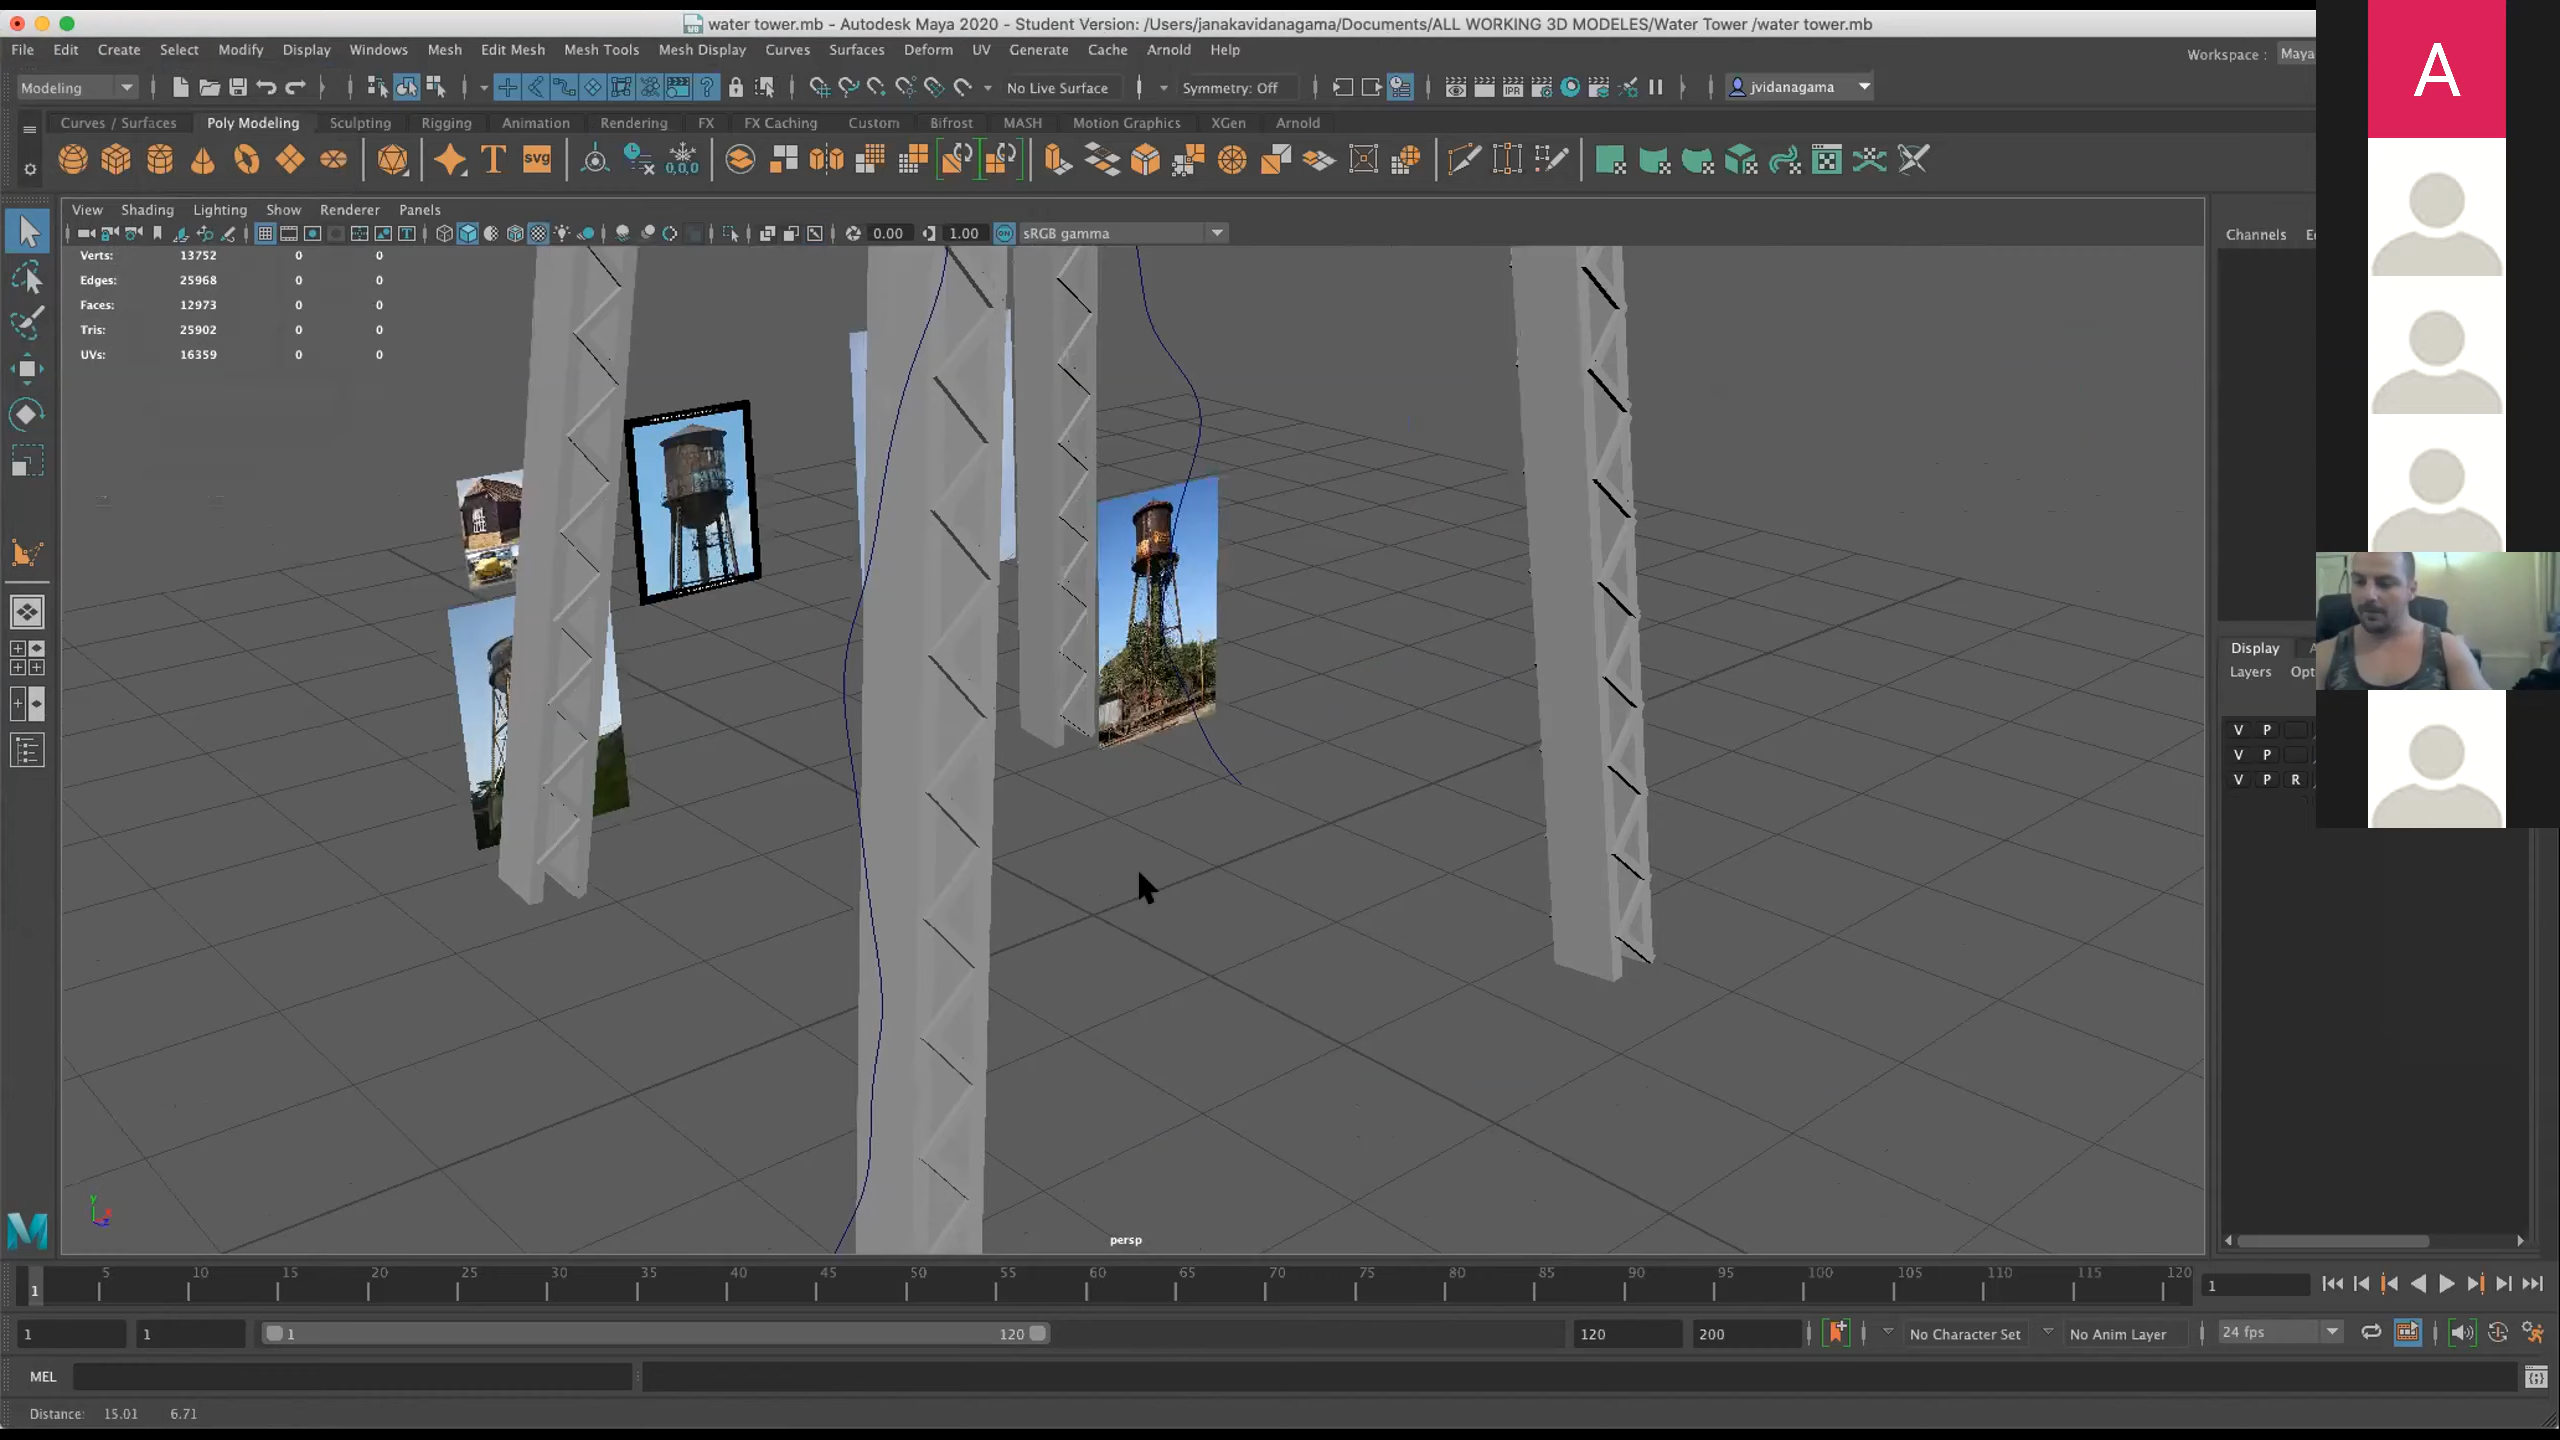 water tower.mb - Autodesk Maya 2020 - Student Version: /Users/janakavidanagama/Documents/ALL WORKING 3D MODELES/Water Tower /water tower.mb
File Edit Create Select Modify Display Windows Mesh Edit Mesh Mesh Tools Mesh Display Curves Surfaces Deform UV Generate Cache Arnold Help
Workspace : Maya
Modeling No Live Surface Symmetry: Off IPR jvidanagama
Curves / Surfaces Poly Modeling Sculpting Rigging Animation Rendering FX FX Caching Custom Bifrost MASH Motion Graphics XGen Arnold
T svg 0,0,0
View Shading Lighting Show Renderer Panels
0.00 1.00 ON sRGB gamma
Channels
Verts: 13752 0 0
Edges: 25968 0 0
Faces: 12973 0 0
Tris: 25902 0 0
UVs: 16359 0 0
A
Display
Layers Opt
V P
V P
V P R
y
x
z
persp
5 10 15 20 25 30 35 40 45 50 55 60 65 70 75 80 85 90 95 100 105 110 115 120
1 1
1 1 1 120 120 200 No Character Set No Anim Layer 24 fps
MEL
Distance: 15.01 6.71